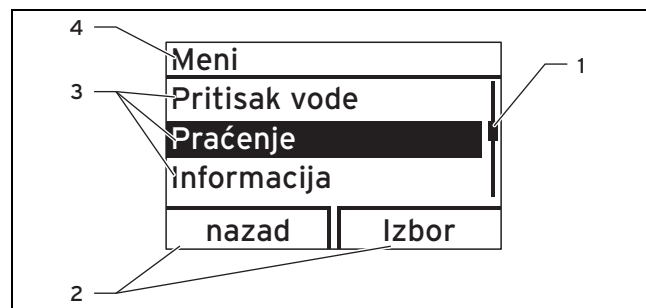 4
Meni
1
3
Pritisak vode
Praćenje
Informacija
nazad
Izbor
2